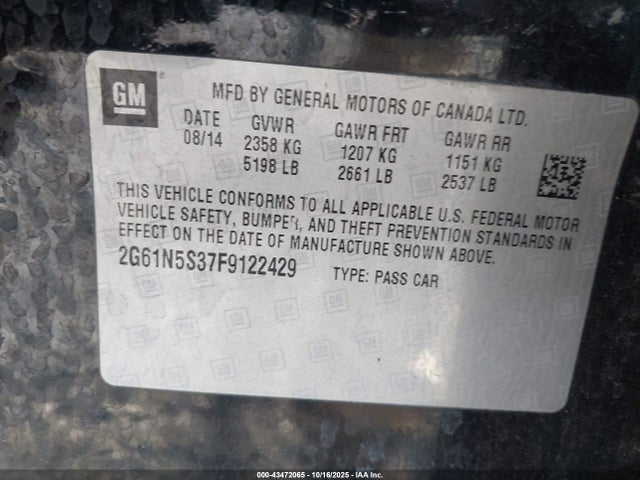 GM ®
MFD BY GENERAL MOTORS OF CANADA LTD.
DATE GVWR GAWR FRT GAWR RR
08/14 2358 KG 1207 KG 1151 KG
5198 LB 2661 LB 2537 LB
THIS VEHICLE CONFORMS TO ALL APPLICABLE U.S. FEDERAL MOTOR
VEHICLE SAFETY, BUMPER, AND THEFT PREVENTION STANDARDS IN
EFFECT ON THE DATE OF MANUFACTURE SHOWN ABOVE.
2G61N5S37F9122429 TYPE: PASS CAR
000-43472065 - 10/16/2025 - IAA Inc.